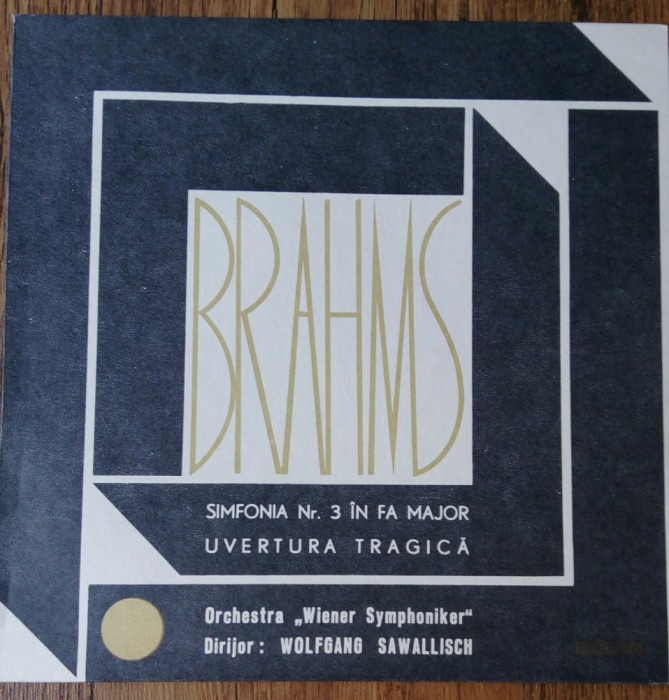 BRAHMS
SIMFONIA Nr. 3 ÎN FA MAJOR
UVERTURA TRAGICĂ
Orchestra „Wiener Symphoniker“
Dirijor: WOLFGANG SAWALLISCH